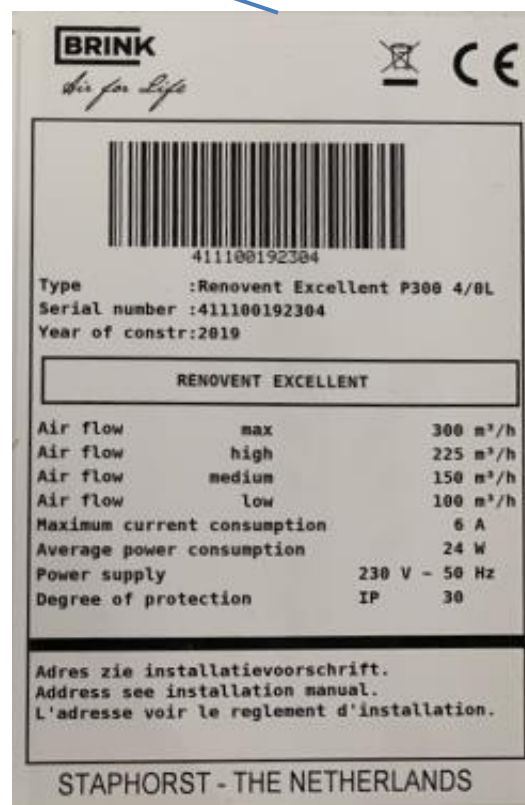 BRINK
Air for Life
CE
411100192304
Type :Renovent Excellent P300 4/0L
Serial number :411100192304
Year of constr:2019
RENOVENT EXCELLENT
Air flow max 300 m³/h
Air flow high 225 m³/h
Air flow medium 150 m³/h
Air flow low 100 m³/h
Maximum current consumption 6 A
Average power consumption 24 W
Power supply 230 V ~ 50 Hz
Degree of protection IP 30
Adres zie installatievoorschrift.
Address see installation manual.
L'adresse voir le reglement d'installation.
STAPHORST - THE NETHERLANDS